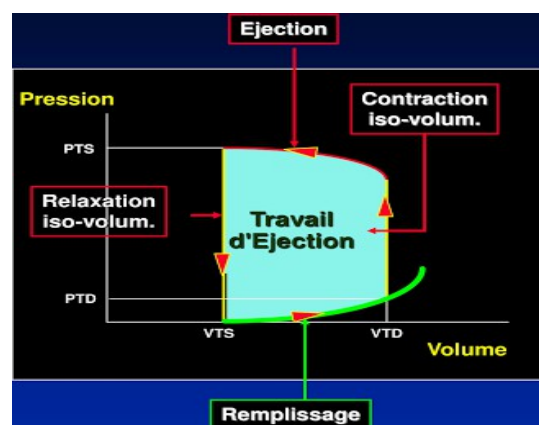 Ejection
Pression
Contraction
iso-volum.
PTS
Relaxation
iso-volum.
Travail
d'Ejection
PTD
VTS
VTD
Volume
Remplissage